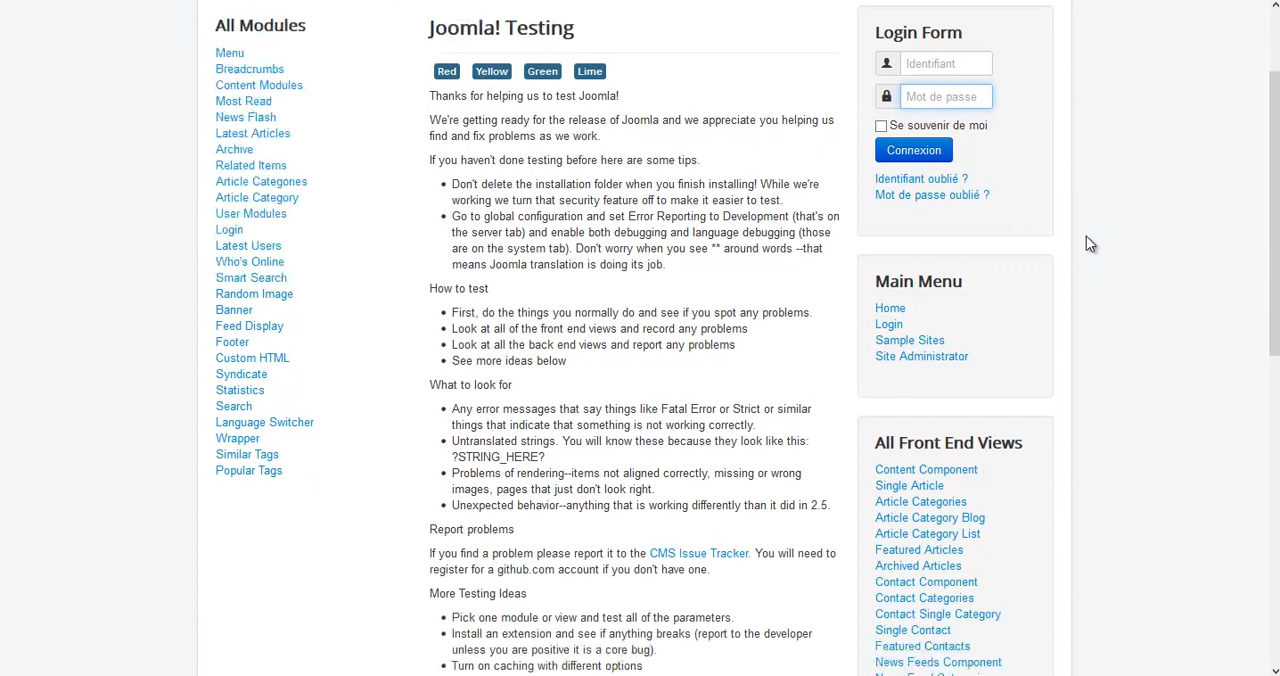 All Modules
Menu
Breadcrumbs
Content Modules
Most Read
News Flash
Latest Articles
Archive
Related Items
Article Categories
Article Category
User Modules
Login
Latest Users
Who's Online
Smart Search
Random Image
Banner
Feed Display
Footer
Custom HTML
Syndicate
Statistics
Search
Language Switcher
Wrapper
Similar Tags
Popular Tags
Joomla! Testing
Red Yellow Green Lime
Thanks for helping us to test Joomla!
We're getting ready for the release of Joomla and we appreciate you helping us
find and fix problems as we work.
If you haven't done testing before here are some tips.
Don't delete the installation folder when you finish installing! While we're
working we turn that security feature off to make it easier to test.
Go to global configuration and set Error Reporting to Development (that's on
the server tab) and enable both debugging and language debugging (those
are on the system tab). Don't worry when you see ** around words --that
means Joomla translation is doing its job.
How to test
First, do the things you normally do and see if you spot any problems.
Look at all of the front end views and record any problems
Look at all the back end views and report any problems
See more ideas below
What to look for
Any error messages that say things like Fatal Error or Strict or similar
things that indicate that something is not working correctly.
Untranslated strings. You will know these because they look like this:
?STRING_HERE?
Problems of rendering--items not aligned correctly, missing or wrong
images, pages that just don't look right.
Unexpected behavior--anything that is working differently than it did in 2.5.
Report problems
If you find a problem please report it to the CMS Issue Tracker. You will need to
register for a github.com account if you don't have one.
More Testing Ideas
Pick one module or view and test all of the parameters.
Install an extension and see if anything breaks (report to the developer
unless you are positive it is a core bug).
Turn on caching with different options
Login Form
Identifiant
Mot de passe
Se souvenir de moi
Connexion
Identifiant oublié ?
Mot de passe oublié ?
Main Menu
Home
Login
Sample Sites
Site Administrator
All Front End Views
Content Component
Single Article
Article Categories
Article Category Blog
Article Category List
Featured Articles
Archived Articles
Contact Component
Contact Categories
Contact Single Category
Single Contact
Featured Contacts
News Feeds Component